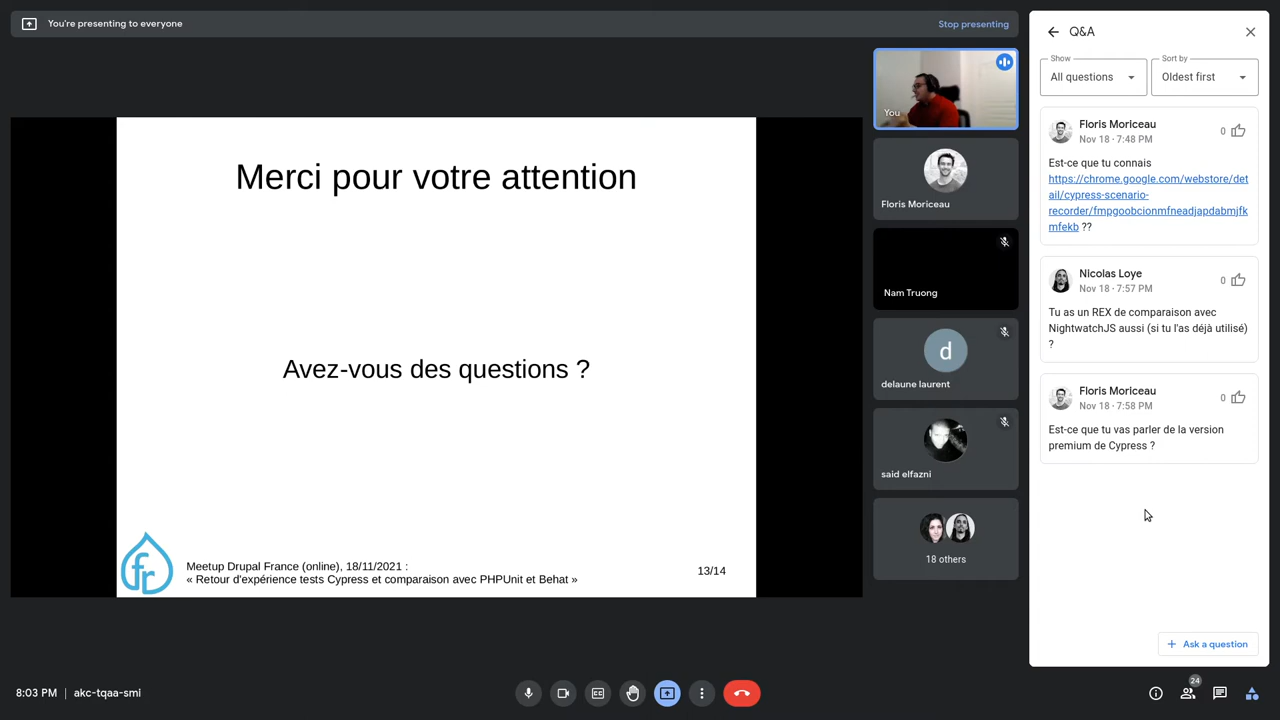 You're presenting to everyone
Stop presenting
Merci pour votre attention
Avez-vous des questions ?
fr
Meetup Drupal France (online), 18/11/2021 :
« Retour d'expérience tests Cypress et comparaison avec PHPUnit et Behat »
13/14
You
Floris Moriceau
Nam Truong
d
delaune laurent
said elfazni
18 others
Q&A
Show
All questions
Sort by
Oldest first
Floris Moriceau
Nov 18 · 7:48 PM
0
Est-ce que tu connais
https://chrome.google.com/webstore/det
ail/cypress-scenario-
recorder/fmpgoobcionmfneadjapdabmjfk
mfekb ??
Nicolas Loye
Nov 18 · 7:57 PM
0
Tu as un REX de comparaison avec
NightwatchJS aussi (si tu l'as déjà utilisé)
?
Floris Moriceau
Nov 18 · 7:58 PM
0
Est-ce que tu vas parler de la version
premium de Cypress ?
Ask a question
8:03 PM | akc-tqaa-smi
CC
24